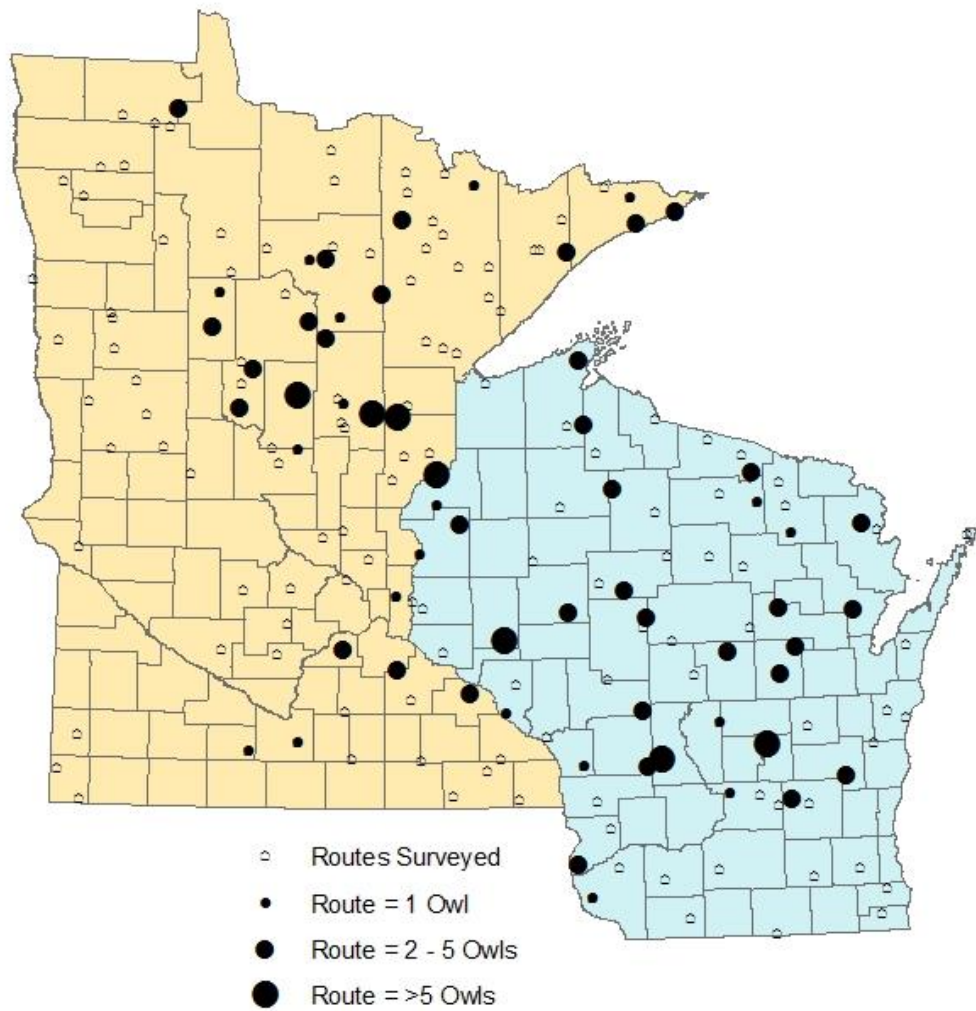 Routes Surveyed
Route = 1 Owl
Route = 2 - 5 Owls
Route = >5 Owls